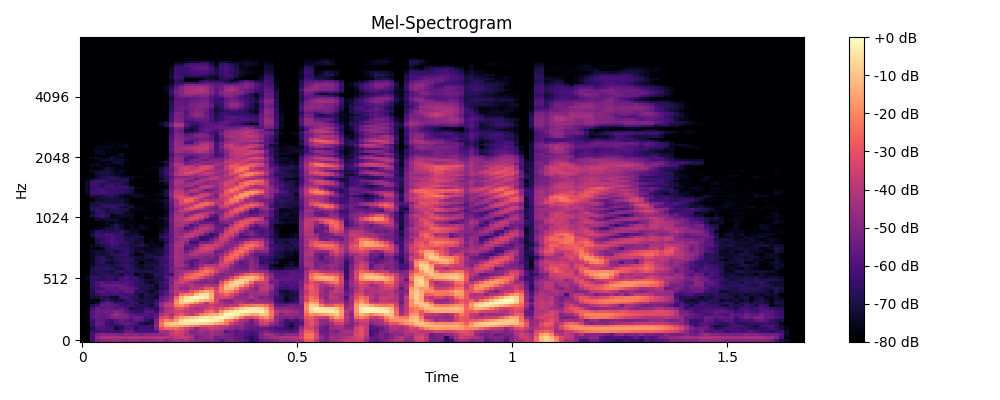 Mel-Spectrogram
+0 dB
4096
-10 dB
-20 dB
2048
-30 dB
Hz
1024
-40 dB
-50 dB
512
-60 dB
-70 dB
0
-80 dB
0
0.5
1
1.5
Time